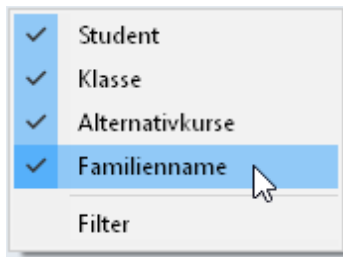 Student
Klasse
Alternativkurse
Familienname
Filter